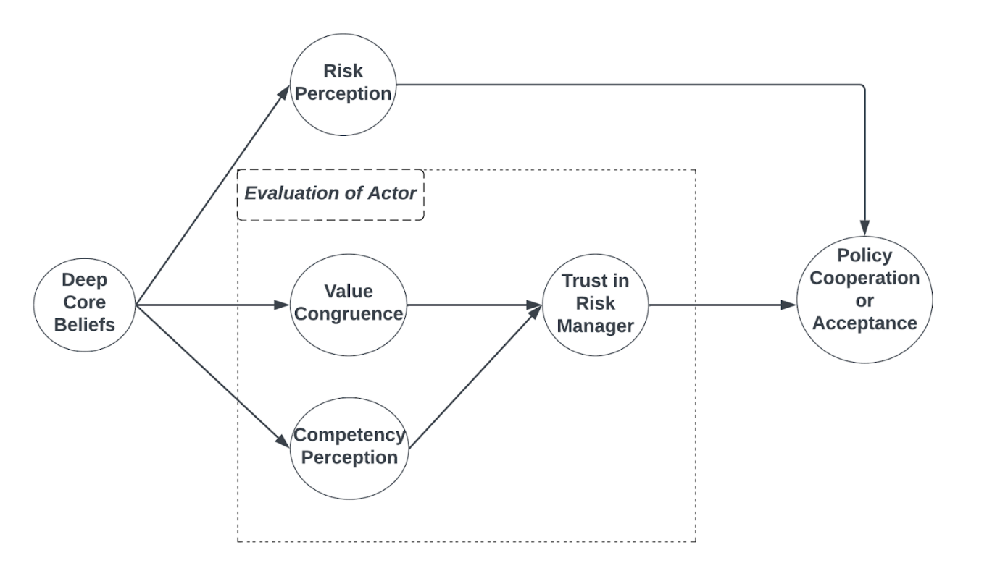 Risk
Perception
Evaluation of Actor
Deep
Core
Beliefs
Value
Congruence
Trust in
Risk
Manager
Policy
Cooperation
or
Acceptance
Competency
Perception